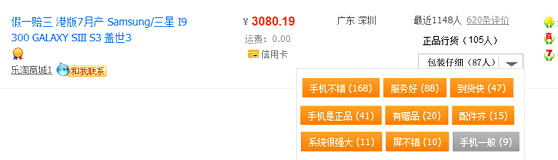 假一赔三 港版7月产 Samsung/三星 I9 ¥ 3080.19 广东 深圳 最近1148人 620条评价
300 GALAXY SIII S3 盖世3 运费：0.00 正品行货（105人）
信用卡
乐淘商城1 和我联系 包装仔细（87人）
手机不错 (168) 服务好 (88) 到货快 (47)
手机是正品 (41) 有赠品 (20) 配件齐 (15)
系统很强大 (11) 屏不错 (10) 手机一般 (9)